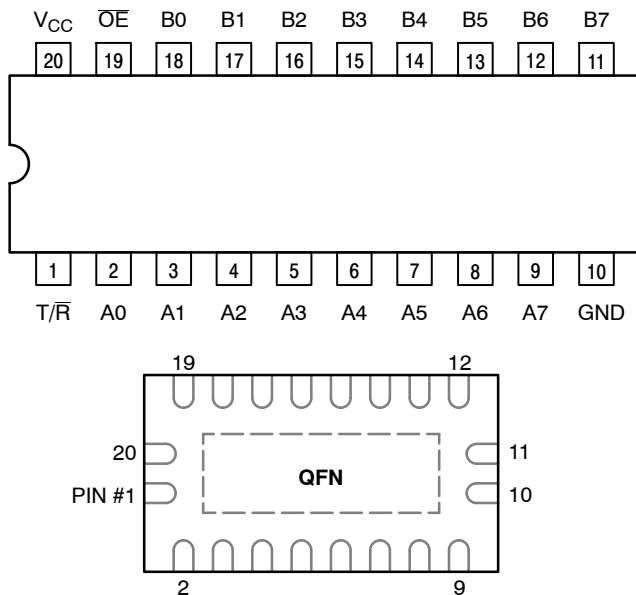 VCC OE B0 B1 B2 B3 B4 B5 B6 B7
20 19 18 17 16 15 14 13 12 11
1 2 3 4 5 6 7 8 9 10
T/R A0 A1 A2 A3 A4 A5 A6 A7 GND
19 12
20 11
QFN
PIN #1 10
2 9